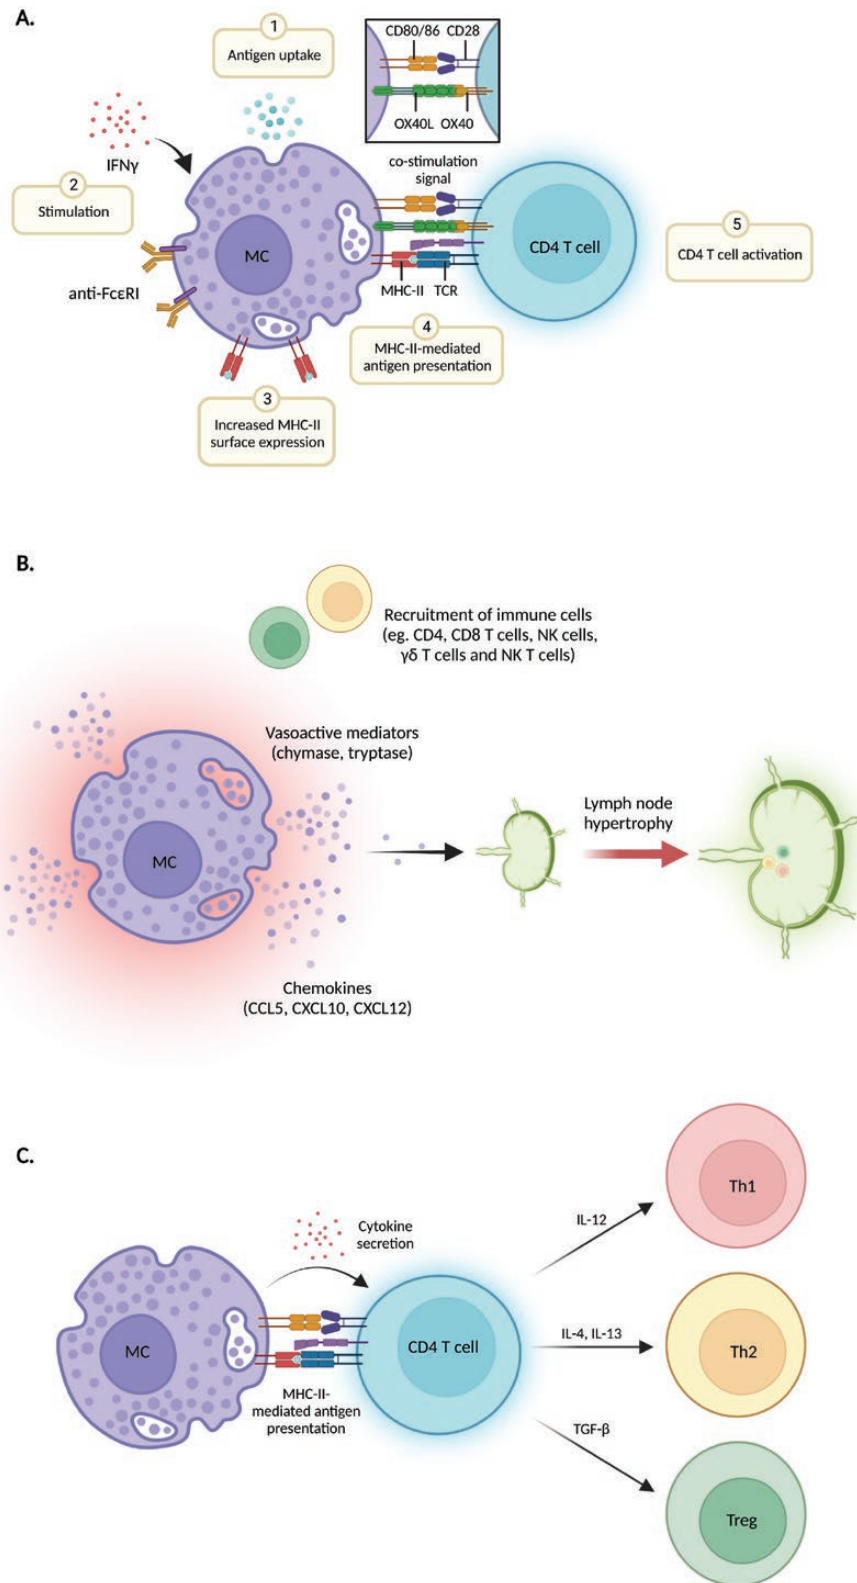 A.
1
Antigen uptake
CD80/86 CD28
OX40L OX40
IFNγ
2
Stimulation
co-stimulation
signal
MC
CD4 T cell
5
CD4 T cell activation
anti-FcεRI
MHC-II TCR
4
MHC-II-mediated
antigen presentation
3
Increased MHC-II
surface expression
B.
Recruitment of immune cells
(eg. CD4, CD8 T cells, NK cells,
γδ T cells and NK T cells)
Vasoactive mediators
(chymase, tryptase)
MC
Lymph node
hypertrophy
Chemokines
(CCL5, CXCL10, CXCL12)
C.
Cytokine
secretion
MC
CD4 T cell
MHC-II-
mediated antigen
presentation
IL-12
Th1
IL-4, IL-13
Th2
TGF-β
Treg